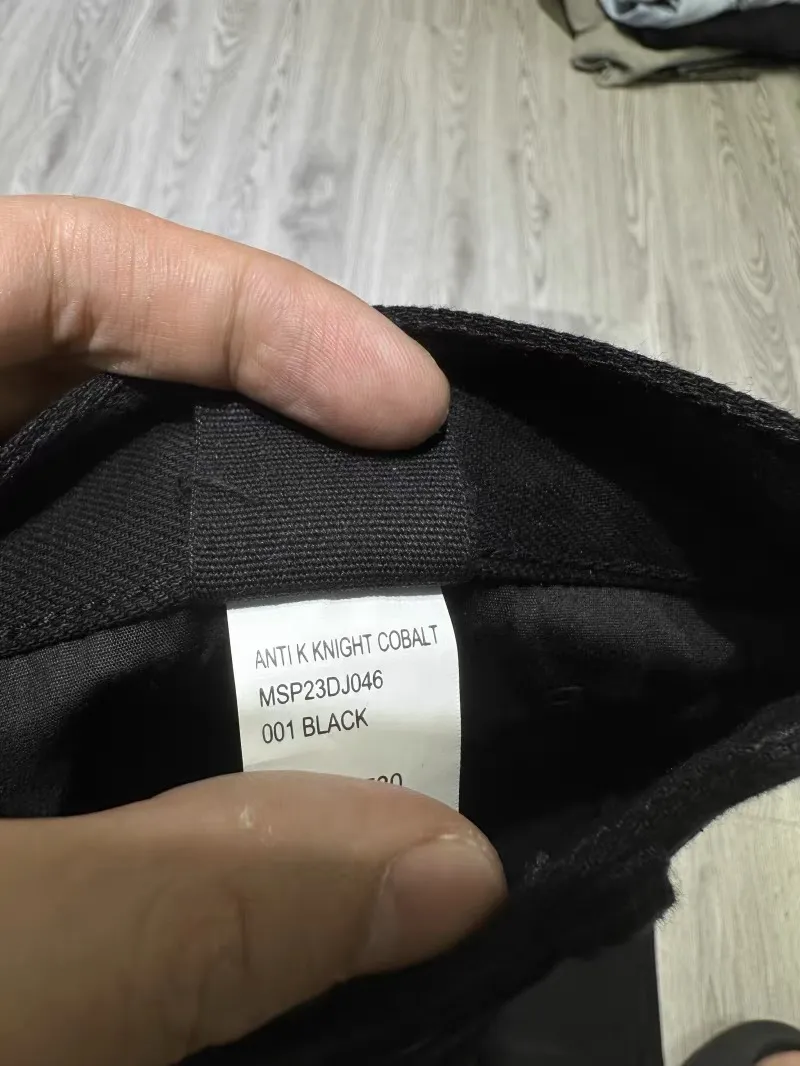 ANTI K KNIGHT COBALT
MSP23DJ046
001 BLACK